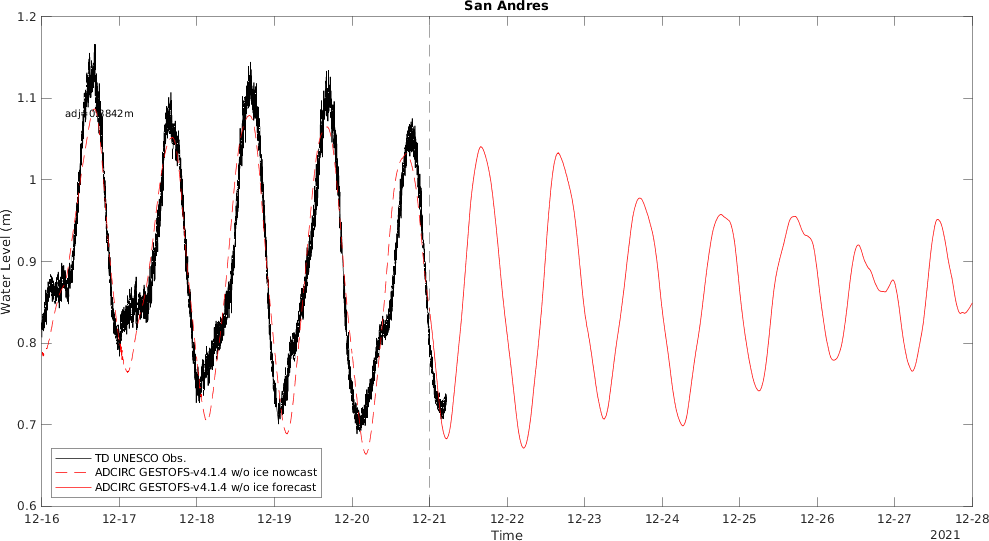 San Andres
1.2
1.1
1
0.9
0.8
0.7
0.6
Water Level (m)
TD UNESCO Obs.
ADCIRC GESTOFS-v4.1.4 w/o ice nowcast
ADCIRC GESTOFS-v4.1.4 w/o ice forecast
12-16 12-17 12-18 12-19 12-20 12-21 12-22 12-23 12-24 12-25 12-26 12-27 12-28
Time
2021